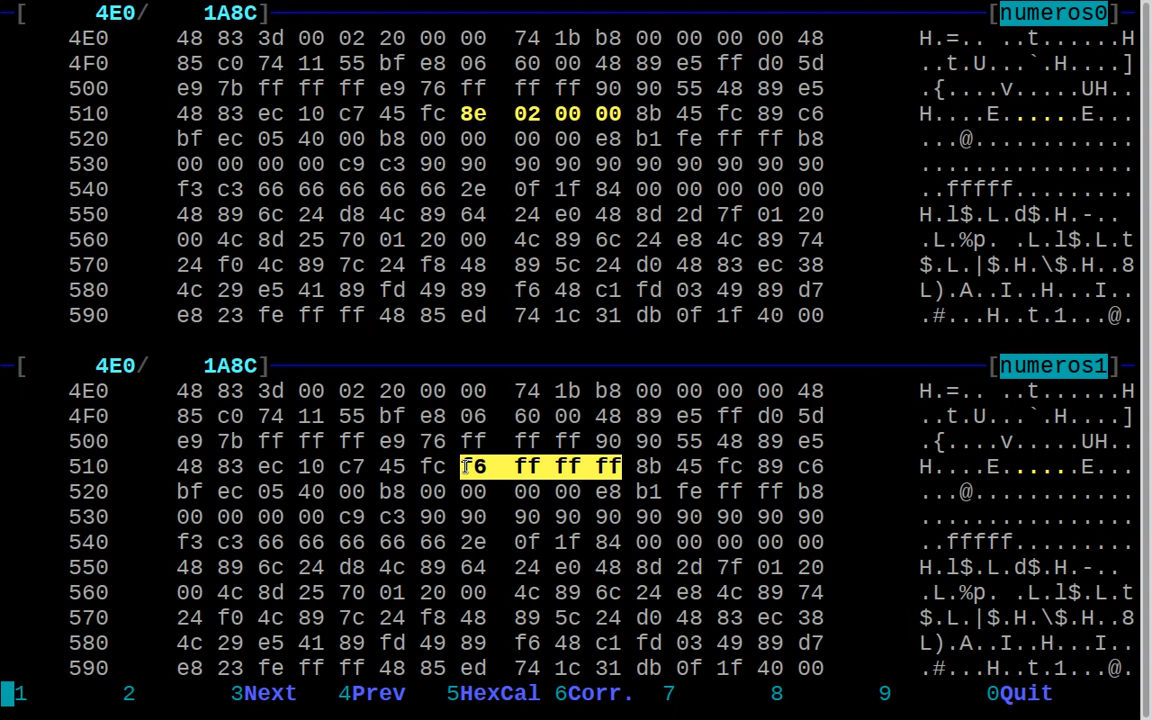 [ 4E0/ 1A8C] [numeros0]
4E0 48 83 3d 00 02 20 00 00 74 1b b8 00 00 00 00 48 H.=.. ..t......H
4F0 85 c0 74 11 55 bf e8 06 60 00 48 89 e5 ff d0 5d ..t.U...`.H....]
500 e9 7b ff ff ff e9 76 ff ff ff 90 90 55 48 89 e5 .{....v.....UH..
510 48 83 ec 10 c7 45 fc 8e 02 00 00 8b 45 fc 89 c6 H....E......E...
520 bf ec 05 40 00 b8 00 00 00 00 e8 b1 fe ff ff b8 ...@............
530 00 00 00 00 c9 c3 90 90 90 90 90 90 90 90 90 90 ................
540 f3 c3 66 66 66 66 66 2e 0f 1f 84 00 00 00 00 00 ..fffff.........
550 48 89 6c 24 d8 4c 89 64 24 e0 48 8d 2d 7f 01 20 H.l$.L.d$.H.-..
560 00 4c 8d 25 70 01 20 00 4c 89 6c 24 e8 4c 89 74 .L.%p. .L.l$.L.t
570 24 f0 4c 89 7c 24 f8 48 89 5c 24 d0 48 83 ec 38 $.L.|$.H.\$.H..8
580 4c 29 e5 41 89 fd 49 89 f6 48 c1 fd 03 49 89 d7 L).A..I..H...I..
590 e8 23 fe ff ff 48 85 ed 74 1c 31 db 0f 1f 40 00 .#...H..t.1...@.
[ 4E0/ 1A8C] [numeros1]
4E0 48 83 3d 00 02 20 00 00 74 1b b8 00 00 00 00 48 H.=.. ..t......H
4F0 85 c0 74 11 55 bf e8 06 60 00 48 89 e5 ff d0 5d ..t.U...`.H....]
500 e9 7b ff ff ff e9 76 ff ff ff 90 90 55 48 89 e5 .{....v.....UH..
510 48 83 ec 10 c7 45 fc f6 ff ff ff 8b 45 fc 89 c6 H....E......E...
520 bf ec 05 40 00 b8 00 00 00 00 e8 b1 fe ff ff b8 ...@............
530 00 00 00 00 c9 c3 90 90 90 90 90 90 90 90 90 90 ................
540 f3 c3 66 66 66 66 66 2e 0f 1f 84 00 00 00 00 00 ..fffff.........
550 48 89 6c 24 d8 4c 89 64 24 e0 48 8d 2d 7f 01 20 H.l$.L.d$.H.-..
560 00 4c 8d 25 70 01 20 00 4c 89 6c 24 e8 4c 89 74 .L.%p. .L.l$.L.t
570 24 f0 4c 89 7c 24 f8 48 89 5c 24 d0 48 83 ec 38 $.L.|$.H.\$.H..8
580 4c 29 e5 41 89 fd 49 89 f6 48 c1 fd 03 49 89 d7 L).A..I..H...I..
590 e8 23 fe ff ff 48 85 ed 74 1c 31 db 0f 1f 40 00 .#...H..t.1...@.
1 2 3Next 4Prev 5HexCal 6Corr. 7 8 9 0Quit